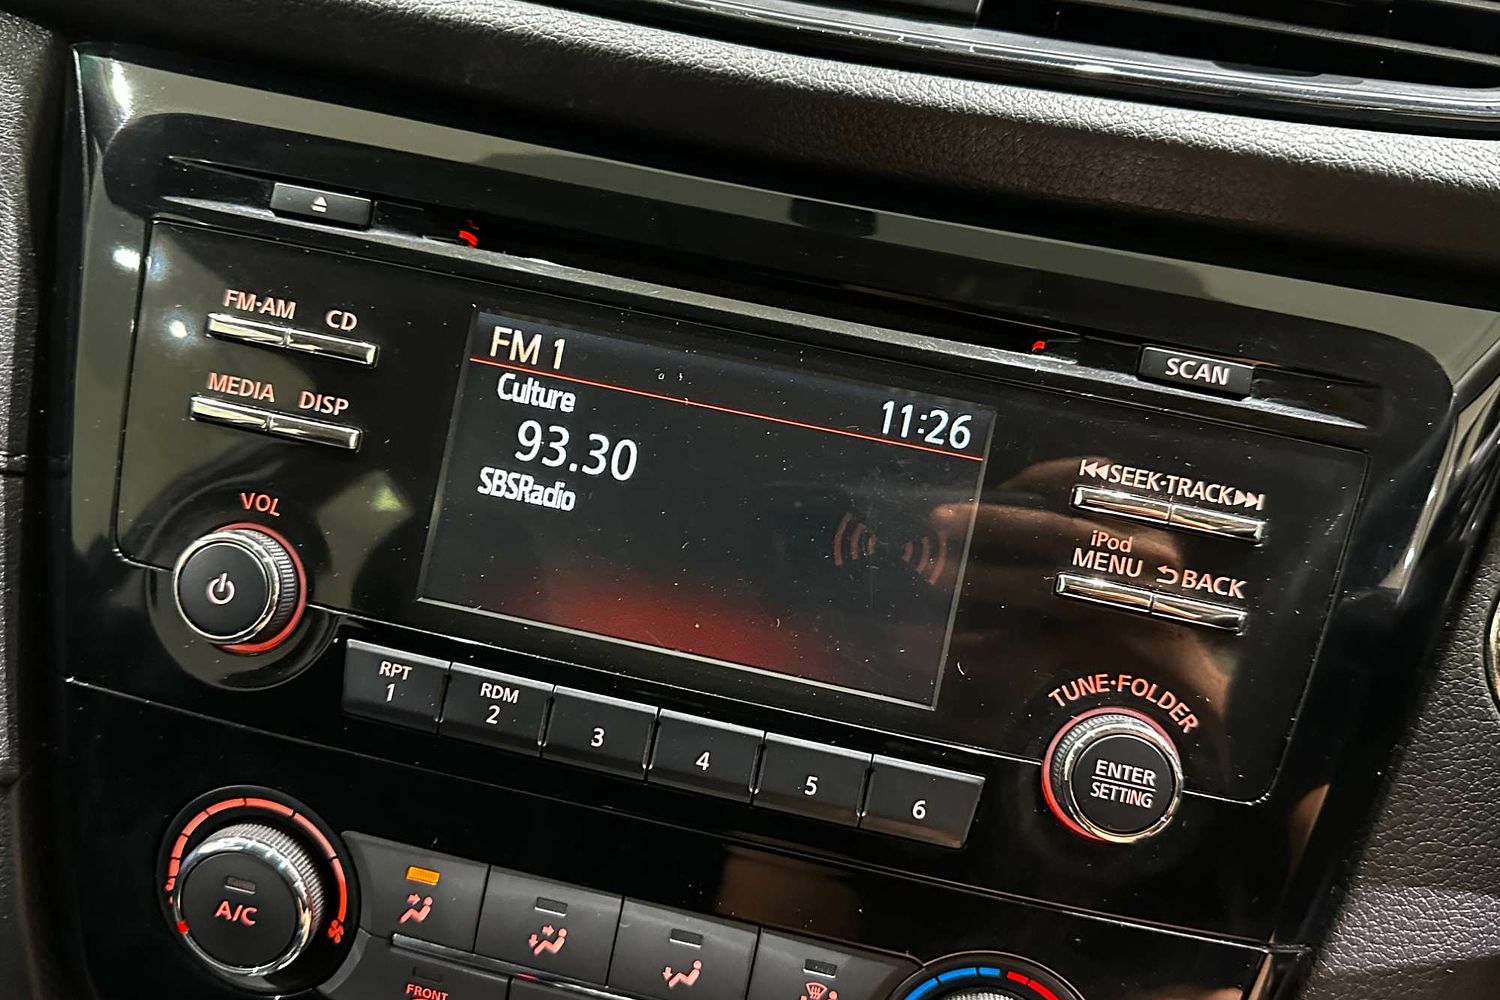 FM·AM CD
MEDIA DISP
VOL
FM 1
11:26
Culture
93.30
SBSRadio
SCAN
SEEK·TRACK
iPod
MENU BACK
TUNE·FOLDER
ENTER
SETTING
RPT
1
RDM
2
3
4
5
6
A/C
FRONT